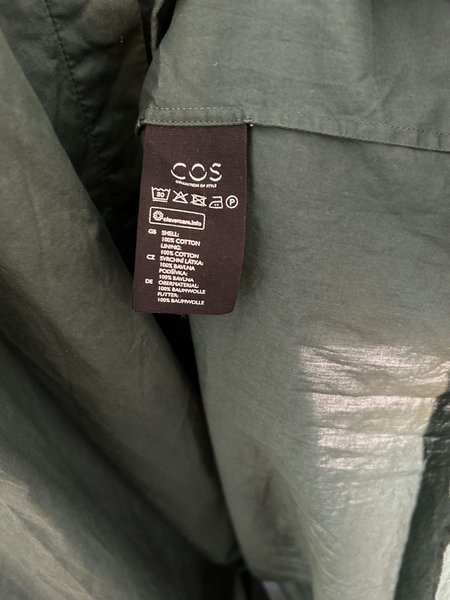 COS
COLLECTION OF STYLE
30 P
clevercare.info
GB SHELL:
100% COTTON
LINING:
100% COTTON
CZ SVRCHNÍ LÁTKA:
100% BAVLNA
PODŠÍVKA:
100% BAVLNA
DE OBERMATERIAL:
100% BAUMWOLLE
FUTTER:
100% BAUMWOLLE